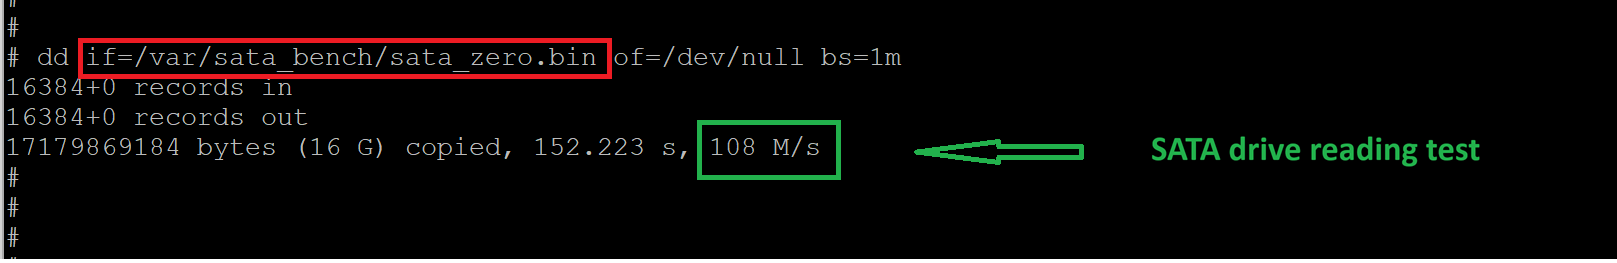 #
#
# dd if=/var/sata_bench/sata_zero.bin of=/dev/null bs=1m
16384+0 records in
16384+0 records out
17179869184 bytes (16 G) copied, 152.223 s, 108 M/s
SATA drive reading test
#
#
#